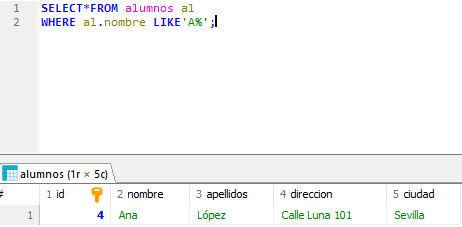 1 SELECT*FROM alumnos al
2 WHERE al.nombre LIKE'A%';
alumnos (1r × 5c)
# 1 id 2 nombre 3 apellidos 4 direccion 5 ciudad
1 4 Ana López Calle Luna 101 Sevilla